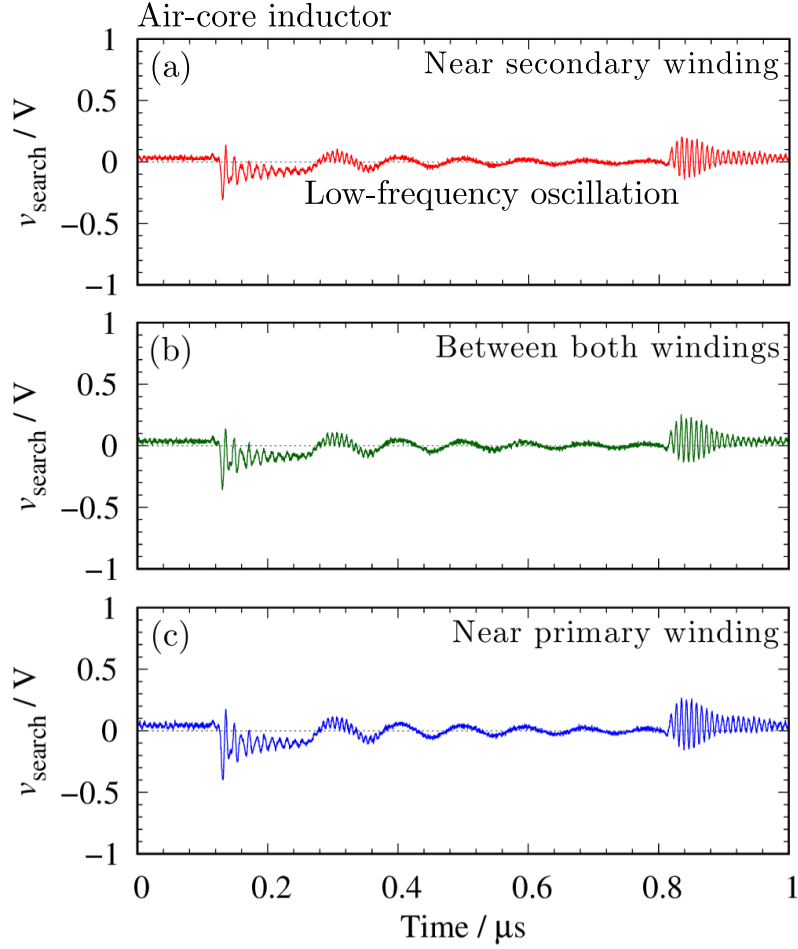 Air-core inductor
(a) Near secondary winding
1
0.5
0
−0.5
−1
v_search / V
Low-frequency oscillation
(b) Between both windings
1
0.5
0
−0.5
−1
v_search / V
(c) Near primary winding
1
0.5
0
−0.5
−1
v_search / V
0 0.2 0.4 0.6 0.8 1
Time / μs